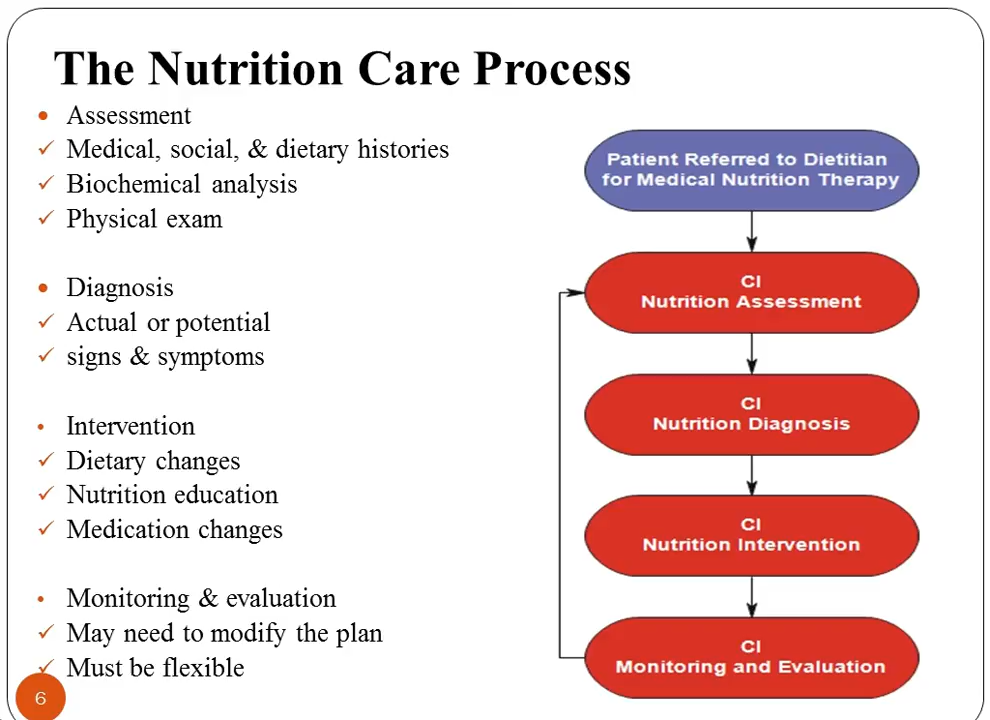 The Nutrition Care Process
Assessment
Medical, social, & dietary histories
Biochemical analysis
Physical exam
Diagnosis
Actual or potential
signs & symptoms
Intervention
Dietary changes
Nutrition education
Medication changes
Monitoring & evaluation
May need to modify the plan
Must be flexible
6
Patient Referred to Dietitian
for Medical Nutrition Therapy
CI
Nutrition Assessment
CI
Nutrition Diagnosis
CI
Nutrition Intervention
CI
Monitoring and Evaluation